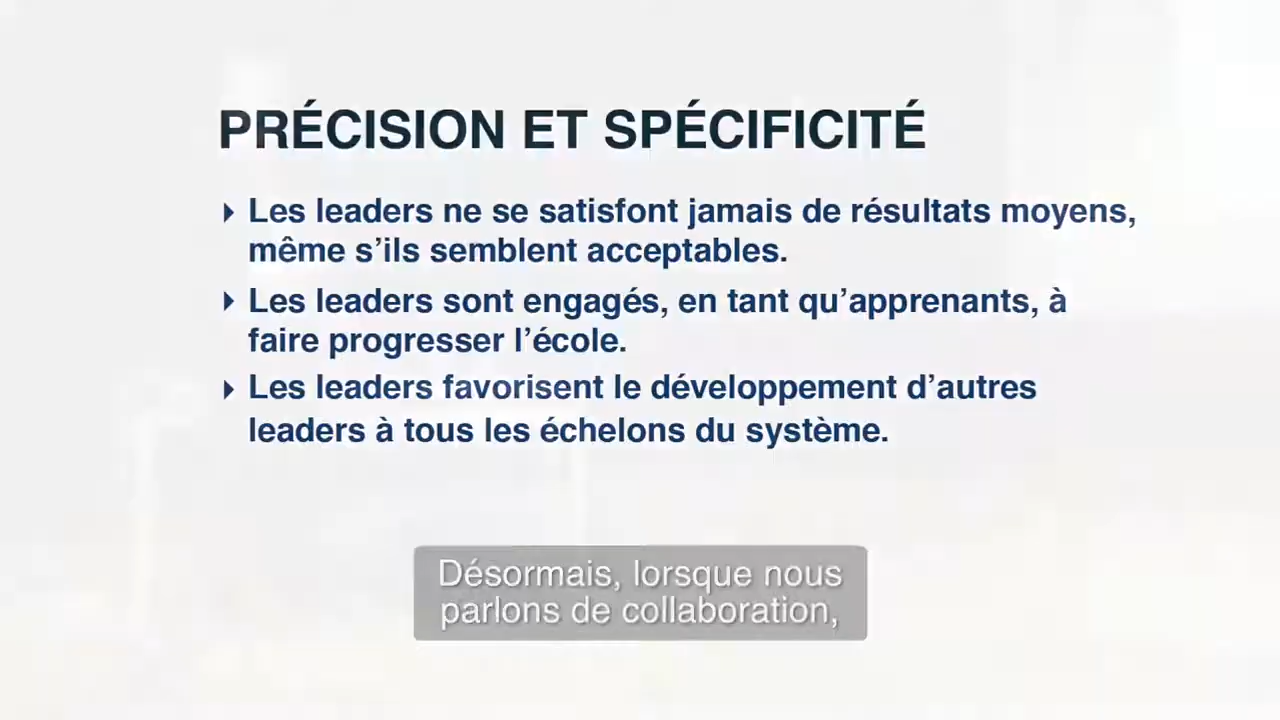 PRÉCISION ET SPÉCIFICITÉ
Les leaders ne se satisfont jamais de résultats moyens,
même s’ils semblent acceptables.
Les leaders sont engagés, en tant qu’apprenants, à
faire progresser l’école.
Les leaders favorisent le développement d’autres
leaders à tous les échelons du système.
Désormais, lorsque nous
parlons de collaboration,